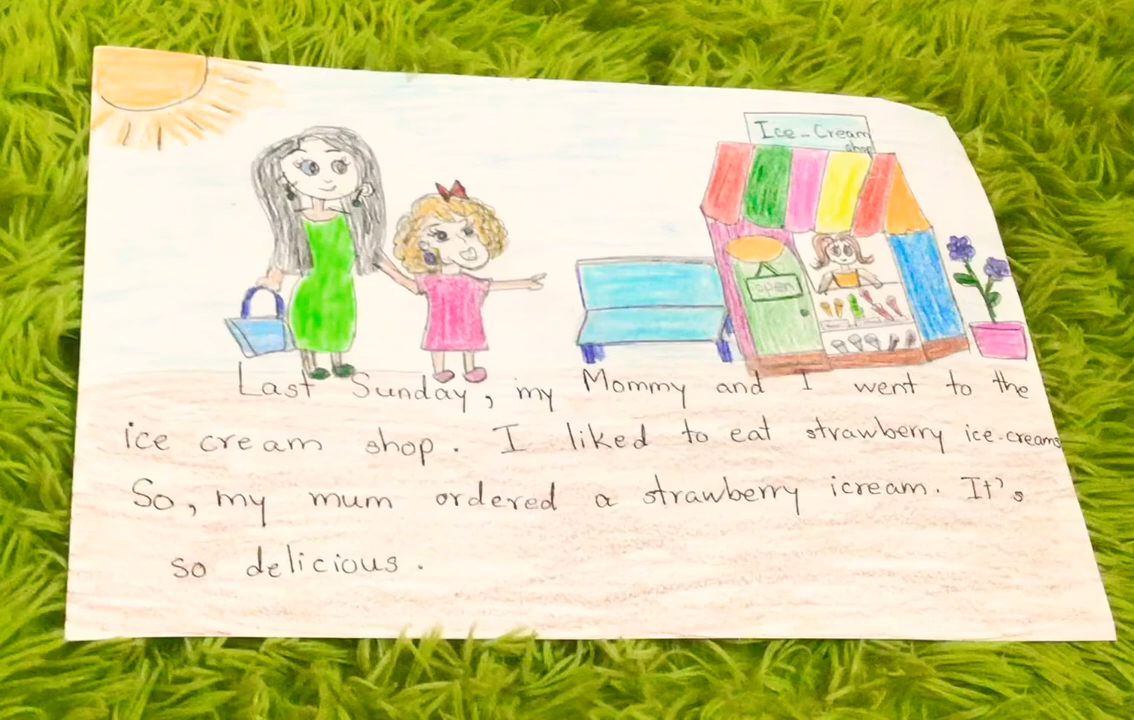 Ice-Cream
shop
open
Last Sunday, my Mommy and I went to the
ice cream shop. I liked to eat strawberry ice-creams
So, my mum ordered a strawberry icream. It's
so delicious.